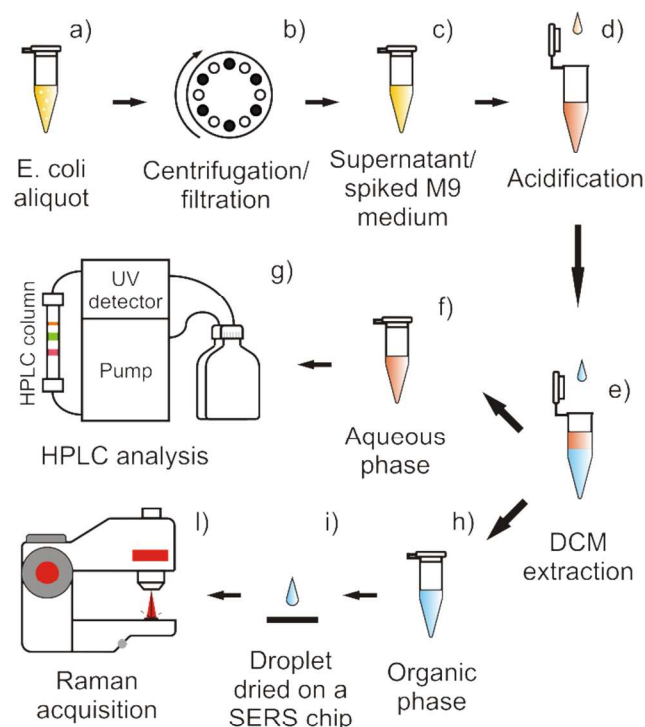 a)
E. coli
aliquot
b)
Centrifugation/
filtration
c)
Supernatant/
spiked M9
medium
d)
Acidification
e)
DCM
extraction
f)
Aqueous
phase
g)
UV
detector
Pump
HPLC column
HPLC analysis
h)
Organic
phase
i)
Droplet
dried on a
SERS chip
l)
Raman
acquisition